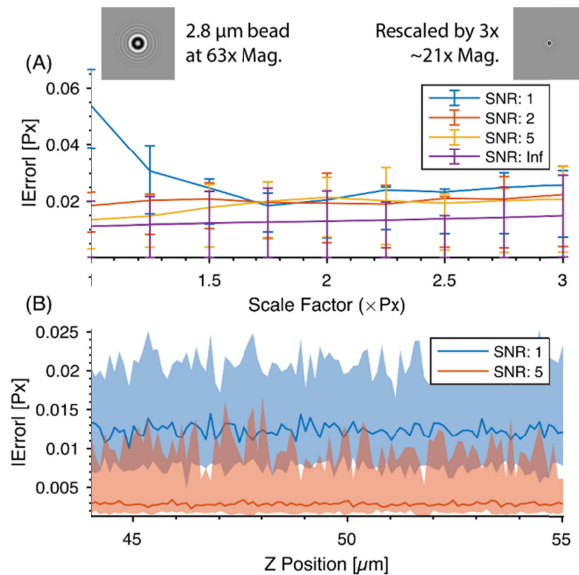 2.8 µm bead
at 63x Mag.
Rescaled by 3x
~21x Mag.
(A)
0.06
0.04
0.02
|Error| [Px]
SNR: 1
SNR: 2
SNR: 5
SNR: Inf
1 1.5 2 2.5 3
Scale Factor (×Px)
(B)
0.025
0.02
0.015
0.01
0.005
|Error| [Px]
SNR: 1
SNR: 5
45 50 55
Z Position [µm]